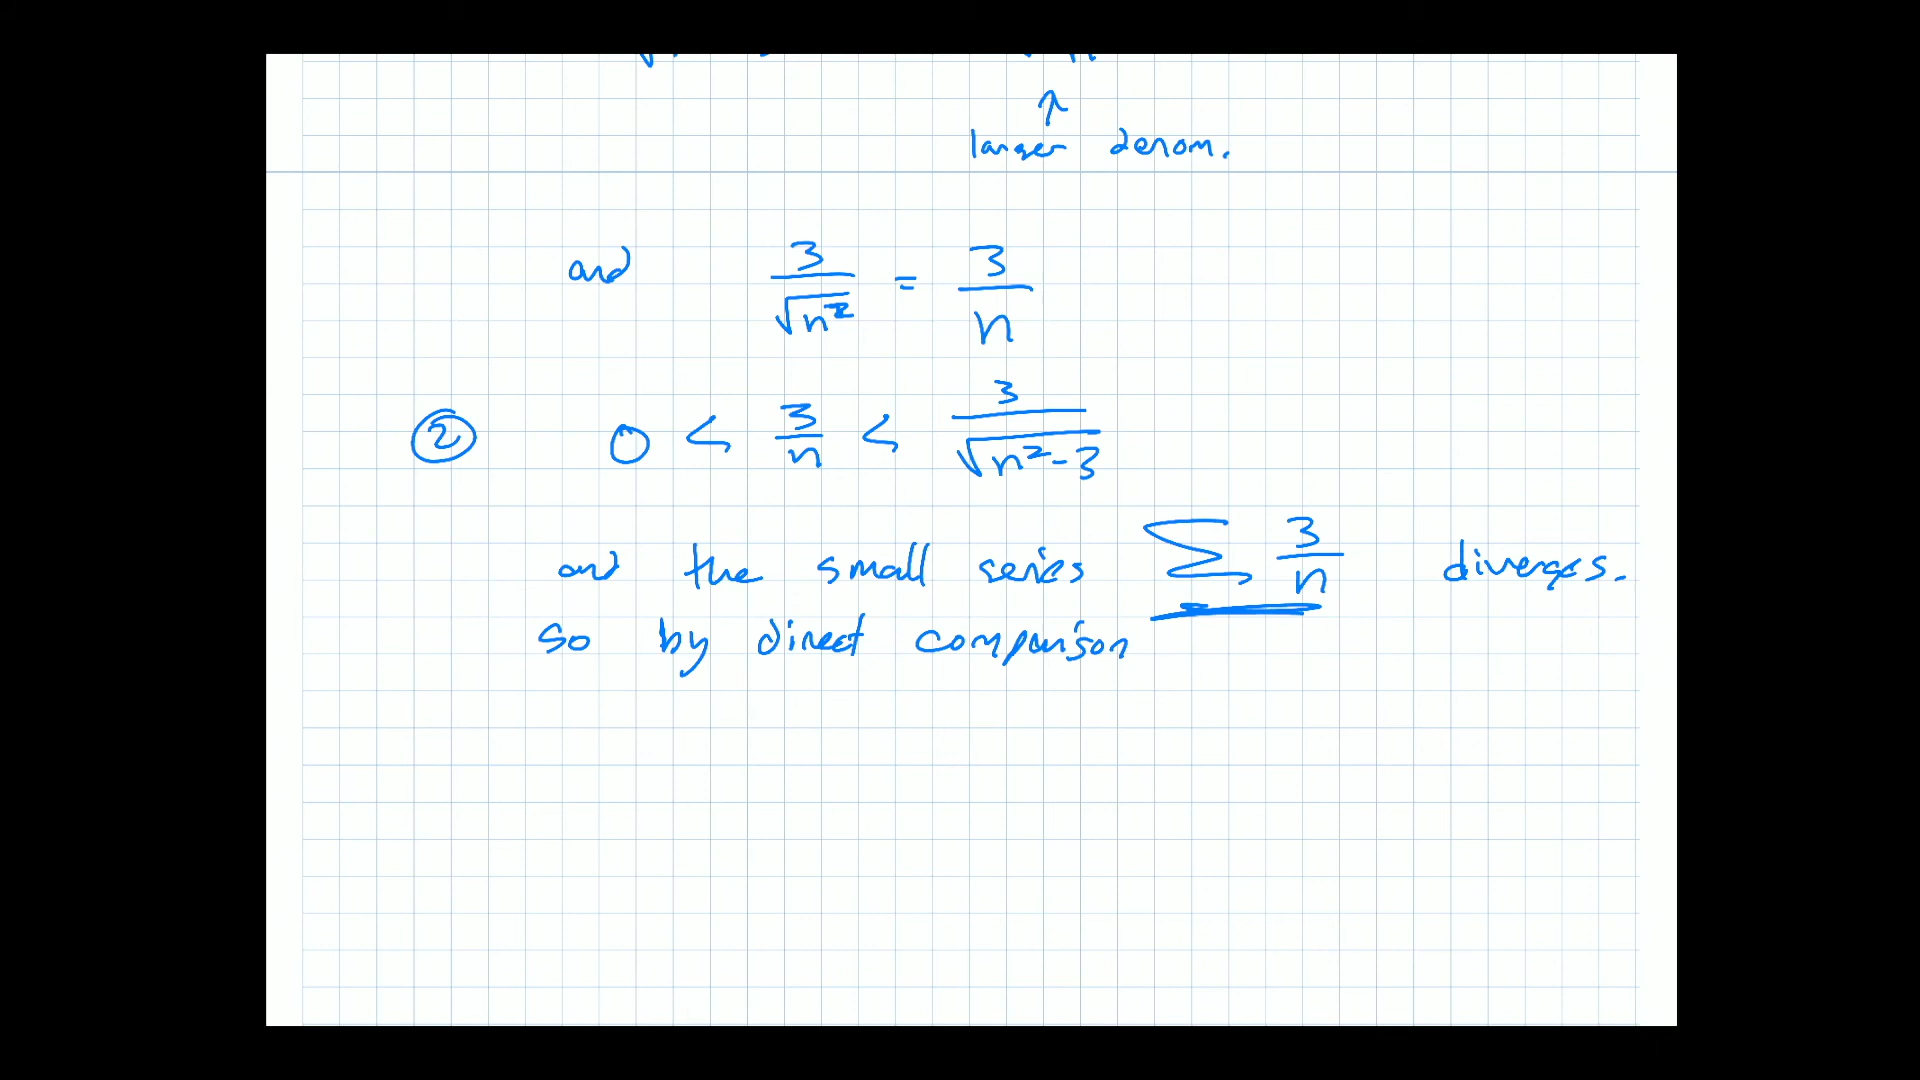 larger denom.
and 3/√n² = 3/n
② 0 < 3/n < 3/√(n²-3)
and the small series Σ 3/n diverges.
so by direct comparison